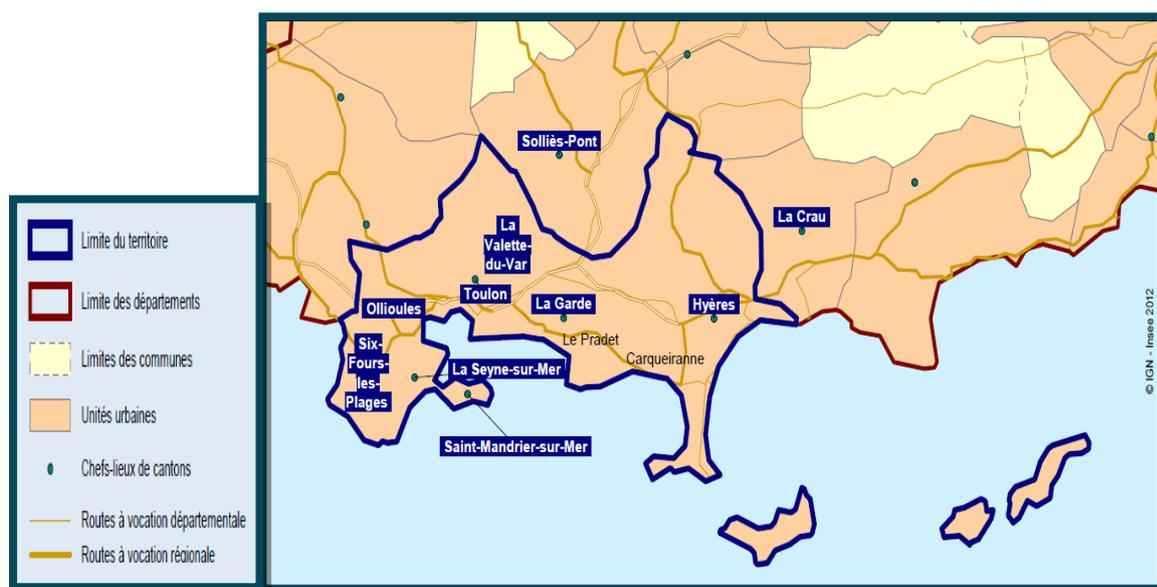 Limite du territoire
Limite des départements
Limites des communes
Unités urbaines
Chefs-lieux de cantons
Routes à vocation départementale
Routes à vocation régionale
Solliès-Pont
La Crau
La
Valette-
du-Var
Toulon
La Garde
Hyères
Ollioules
Le Pradet
Carqueiranne
Six-
Fours-
les-
Plages
La Seyne-sur-Mer
Saint-Mandrier-sur-Mer
© IGN - Insee 2012